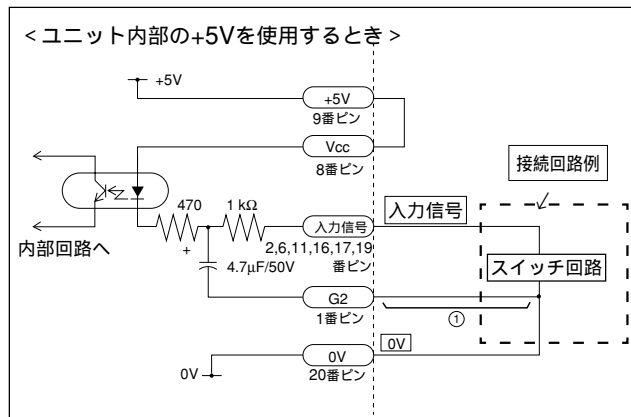 ＜ユニット内部の+5Vを使用するとき＞
+5V
+5V
9番ピン
Vcc
8番ピン
接続回路例
470
1 kΩ
入力信号
入力信号
2,6,11,16,17,19
番ピン
内部回路へ
+
4.7μF/50V
スイッチ回路
G2
1番ピン
①
0V
0V
0V
20番ピン